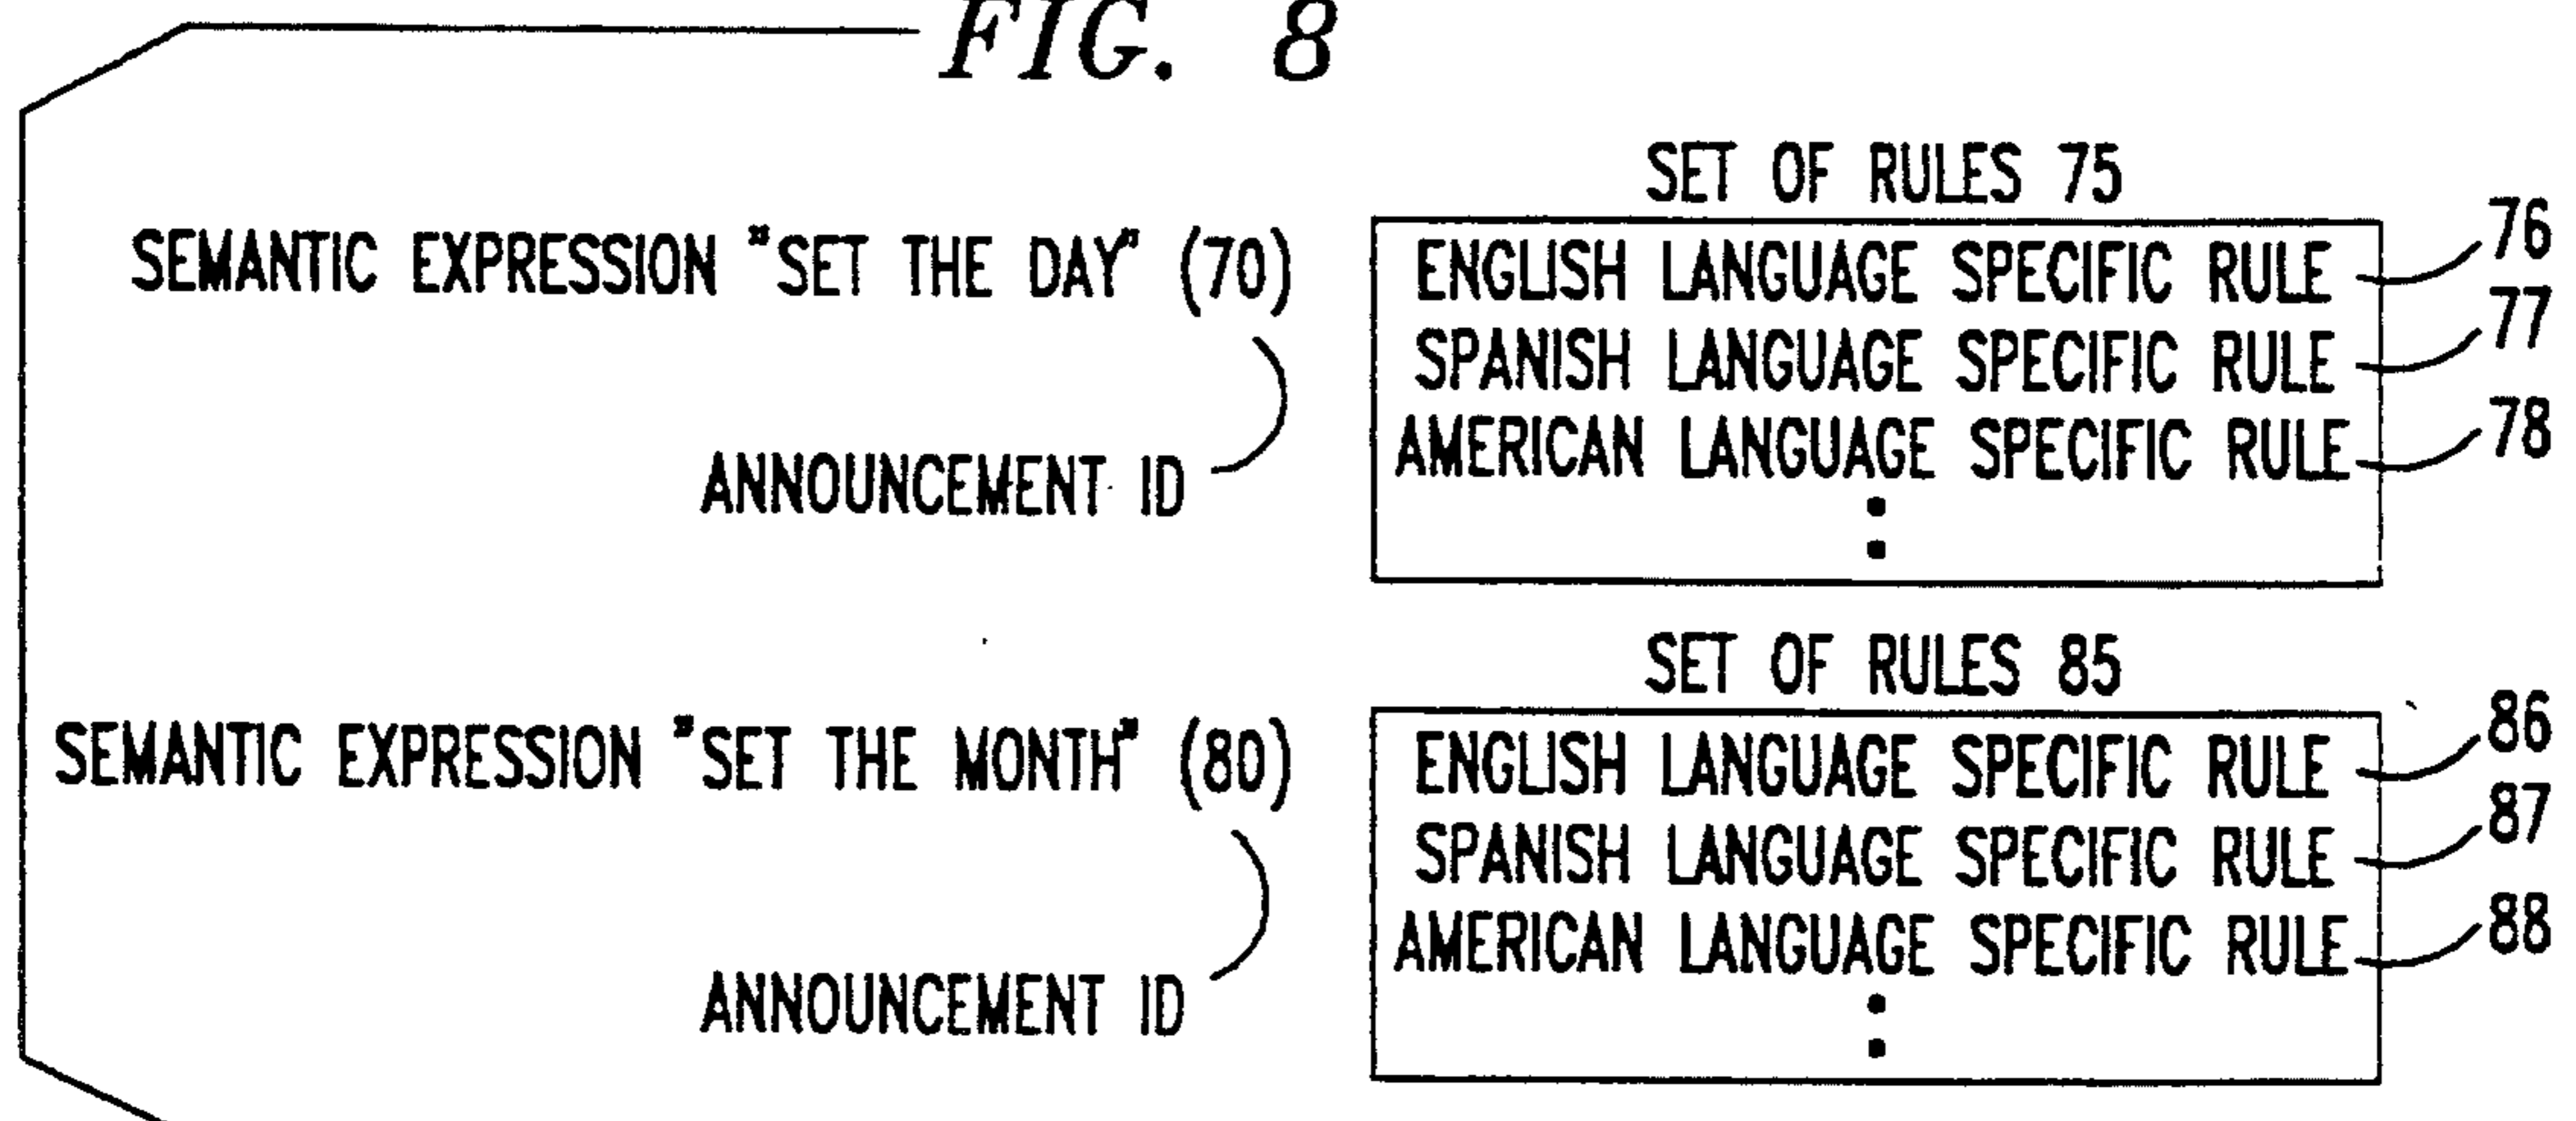 FIG. 8
SET OF RULES 75
SEMANTIC EXPRESSION "SET THE DAY" (70)
ENGLISH LANGUAGE SPECIFIC RULE 76
SPANISH LANGUAGE SPECIFIC RULE 77
AMERICAN LANGUAGE SPECIFIC RULE 78
ANNOUNCEMENT ID
SET OF RULES 85
SEMANTIC EXPRESSION "SET THE MONTH" (80)
ENGLISH LANGUAGE SPECIFIC RULE 86
SPANISH LANGUAGE SPECIFIC RULE 87
AMERICAN LANGUAGE SPECIFIC RULE 88
ANNOUNCEMENT ID